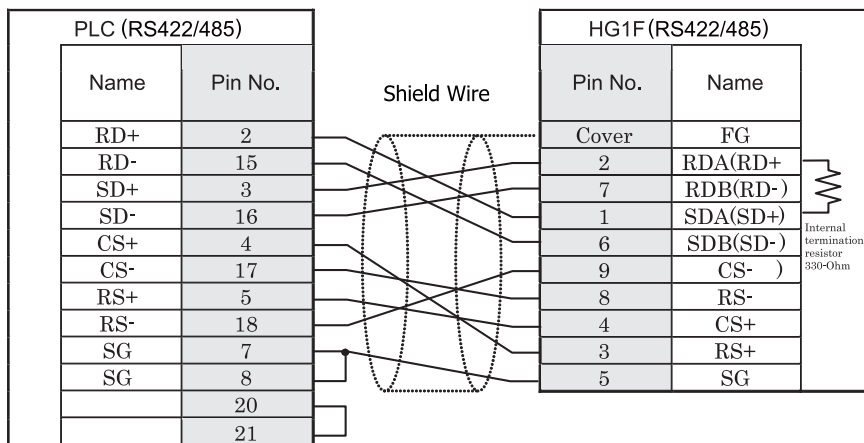 PLC (RS422/485)
Name Pin No.
RD+ 2
RD- 15
SD+ 3
SD- 16
CS+ 4
CS- 17
RS+ 5
RS- 18
SG 7
SG 8
20
21
Shield Wire
HG1F(RS422/485)
Pin No. Name
Cover FG
2 RDA(RD+
7 RDB(RD-)
1 SDA(SD+)
6 SDB(SD-)
9 CS- )
8 RS-
4 CS+
3 RS+
5 SG
Internal
termination
resistor
330-Ohm